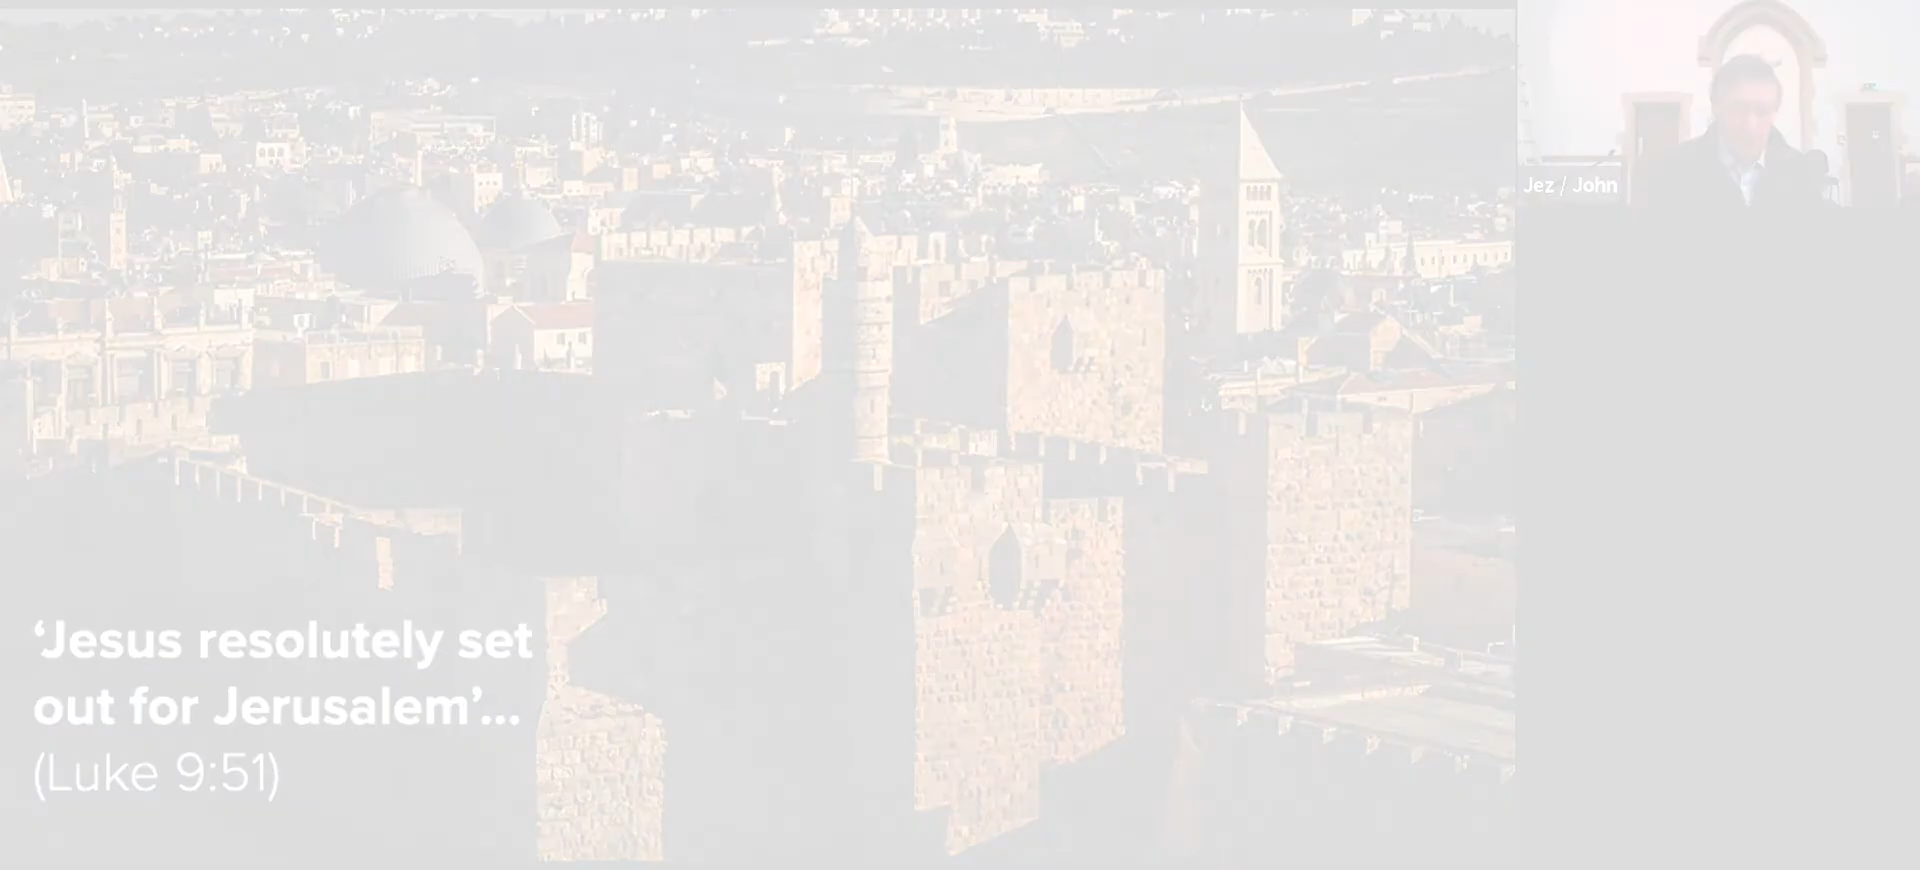 ‘Jesus resolutely set
out for Jerusalem’...
(Luke 9:51)
Jez / John